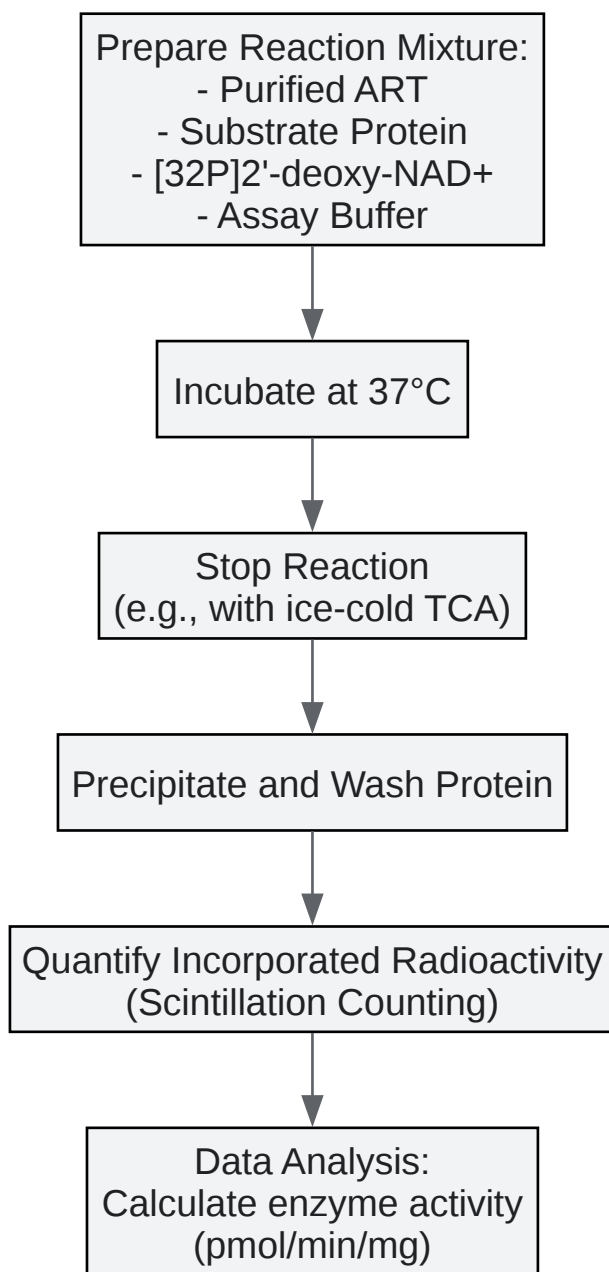 Prepare Reaction Mixture:
- Purified ART
- Substrate Protein
- [32P]2'-deoxy-NAD+
- Assay Buffer
Incubate at 37°C
Stop Reaction
(e.g., with ice-cold TCA)
Precipitate and Wash Protein
Quantify Incorporated Radioactivity
(Scintillation Counting)
Data Analysis:
Calculate enzyme activity
(pmol/min/mg)